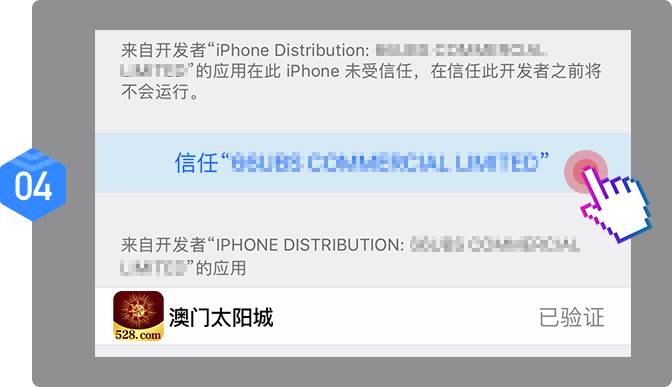 来自开发者“iPhone Distribution:
”的应用在此 iPhone 未受信任，在信任此开发者之前将
不会运行。
04
信任“ COMMERCIAL LIMITED”
来自开发者“IPHONE DISTRIBUTION:
”的应用
528.com
澳门太阳城
已验证